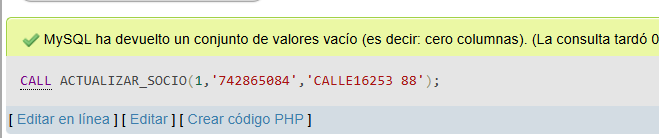 MySQL ha devuelto un conjunto de valores vacío (es decir: cero columnas). (La consulta tardó 0
CALL ACTUALIZAR_SOCIO(1,'742865084','CALLE16253 88');
[ Editar en línea ] [ Editar ] [ Crear código PHP ]